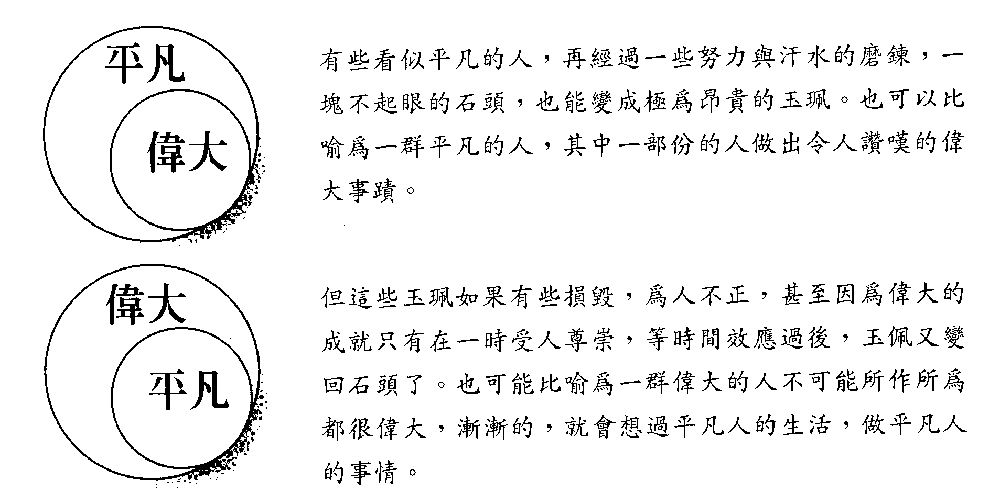 平凡
偉大
有些看似平凡的人，再經過一些努力與汗水的磨鍊，一
塊不起眼的石頭，也能變成極爲昂貴的玉珮。也可以比
喻爲一群平凡的人，其中一部份的人做出令人讚嘆的偉
大事蹟。
偉大
平凡
但這些玉珮如果有些損毀，爲人不正，甚至因爲偉大的
成就只有在一時受人尊崇，等時間效應過後，玉佩又變
回石頭了。也可能比喻爲一群偉大的人不可能所作所爲
都很偉大，漸漸的，就會想過平凡人的生活，做平凡人
的事情。